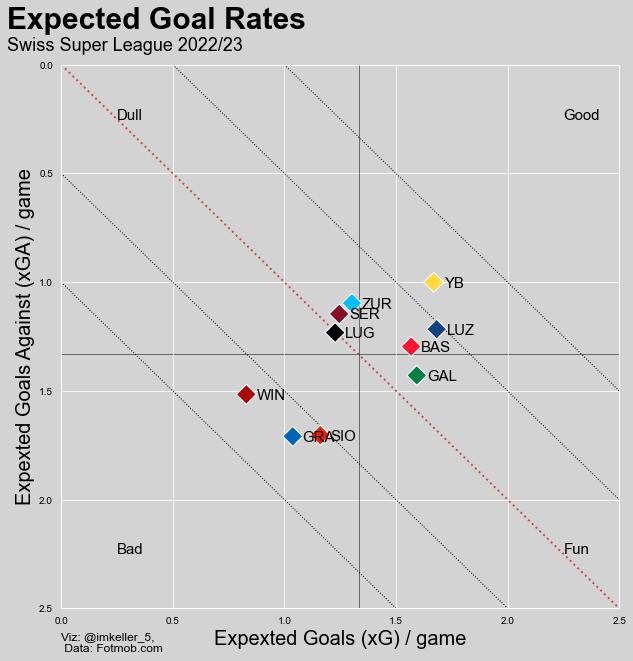 Expected Goal Rates
Swiss Super League 2022/23
0.0
Dull
Good
0.5
Expexted Goals Against (xGA) / game
1.0
YB
ZUR
SER
LUG
LUZ
BAS
GAL
1.5
WIN
GRA
SIO
2.0
Bad
Fun
2.5
0.0
0.5
1.0
1.5
2.0
2.5
Expexted Goals (xG) / game
Viz: @imkeller_5,
Data: Fotmob.com